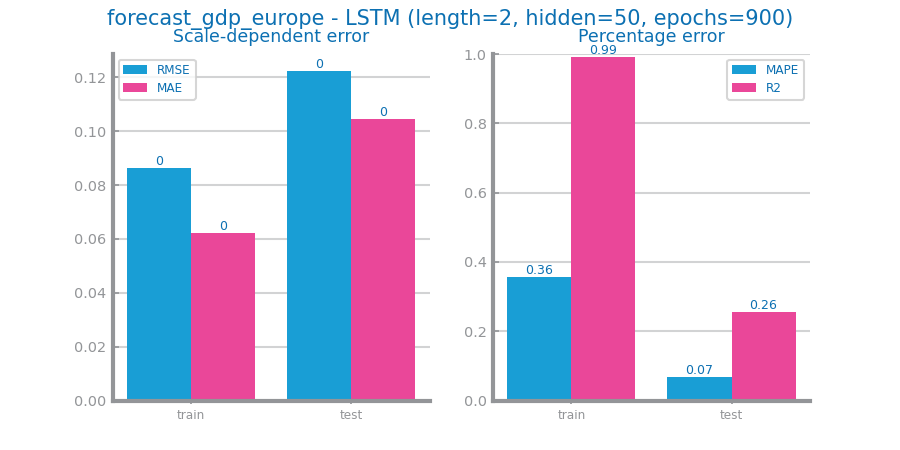 forecast_gdp_europe - LSTM (length=2, hidden=50, epochs=900)
Scale-dependent error
RMSE
MAE
0.12
0.10
0.08
0.06
0.04
0.02
0.00
0
0
0
0
train
test
Percentage error
MAPE
R2
1.0
0.8
0.6
0.4
0.2
0.0
0.36
0.99
0.07
0.26
train
test